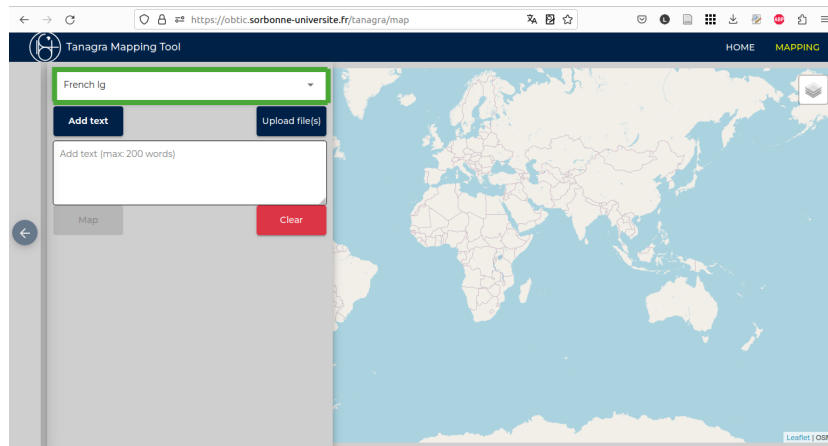 https://obtic.sorbonne-universite.fr/tanagra/map
Tanagra Mapping Tool
HOME
MAPPING
French lg
Add text
Upload file(s)
Add text (max: 200 words)
Map
Clear
Leaflet | OSM